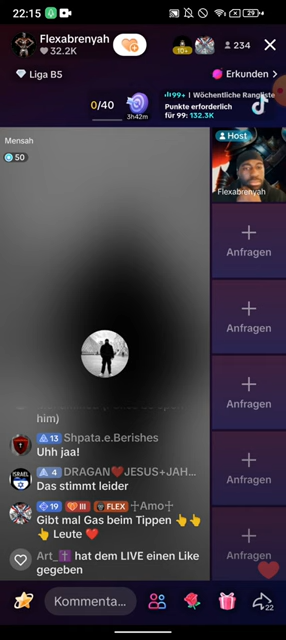 22:15
29
Flexabrenyah
32.2K
10+
234
Liga B5
Erkunden >
0/40
3h42m
99+ | Wöchentliche Rangliste
Punkte erforderlich
für 99: 132.3K
Mensah
50
Host
Flexabrenyah
+ Anfragen
+ Anfragen
+ Anfragen
+ Anfragen
+ Anfragen
him)
13 Shpata.e.Berishes
Uhh jaa!
ISRAEL
4 DRAGAN❤️JESUS+JAH...
Das stimmt leider
19 III FLEX ♱Amo♱
Gibt mal Gas beim Tippen 👆👆
👆 Leute ❤️
Art_✝️ hat dem LIVE einen Like
gegeben
Kommenta...
22